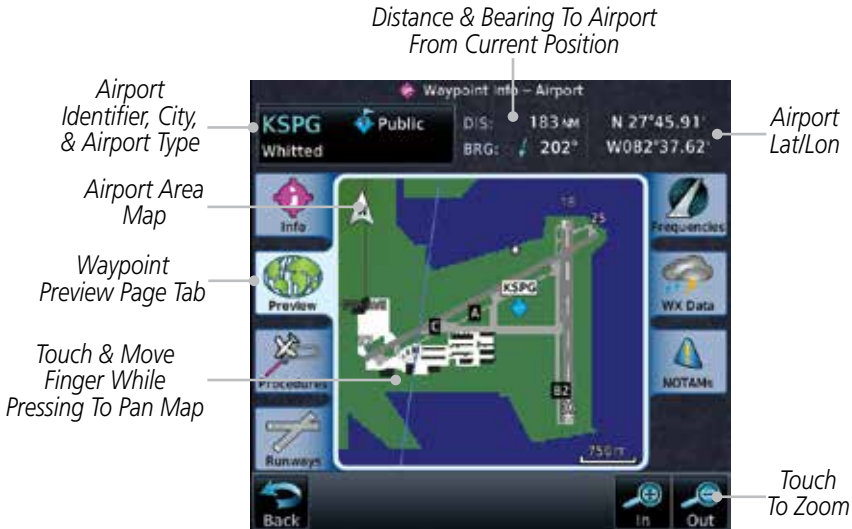 Distance & Bearing To Airport
From Current Position
Airport
Identifier, City,
& Airport Type
Airport Area
Map
Waypoint
Preview Page Tab
Touch & Move
Finger While
Pressing To Pan Map
Airport
Lat/Lon
Touch
To Zoom
Waypoint Info – Airport
KSPG Public
Whitted
DIS: 183 NM
BRG: 202°
N 27°45.91'
W082°37.62'
Info
Preview
Procedures
Runways
Frequencies
WX Data
NOTAMs
N
18
25
KSPG
A
C
B2
750
Back
In
Out